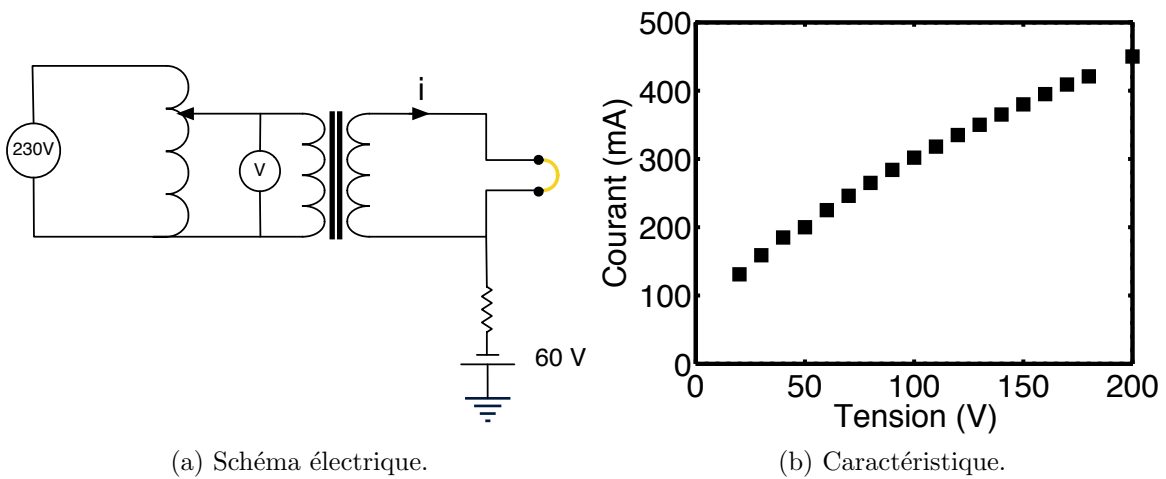 230V
V
i
60 V
(a) Schéma électrique.
Courant (mA)
500
400
300
200
100
0
0 50 100 150 200
Tension (V)
(b) Caractéristique.